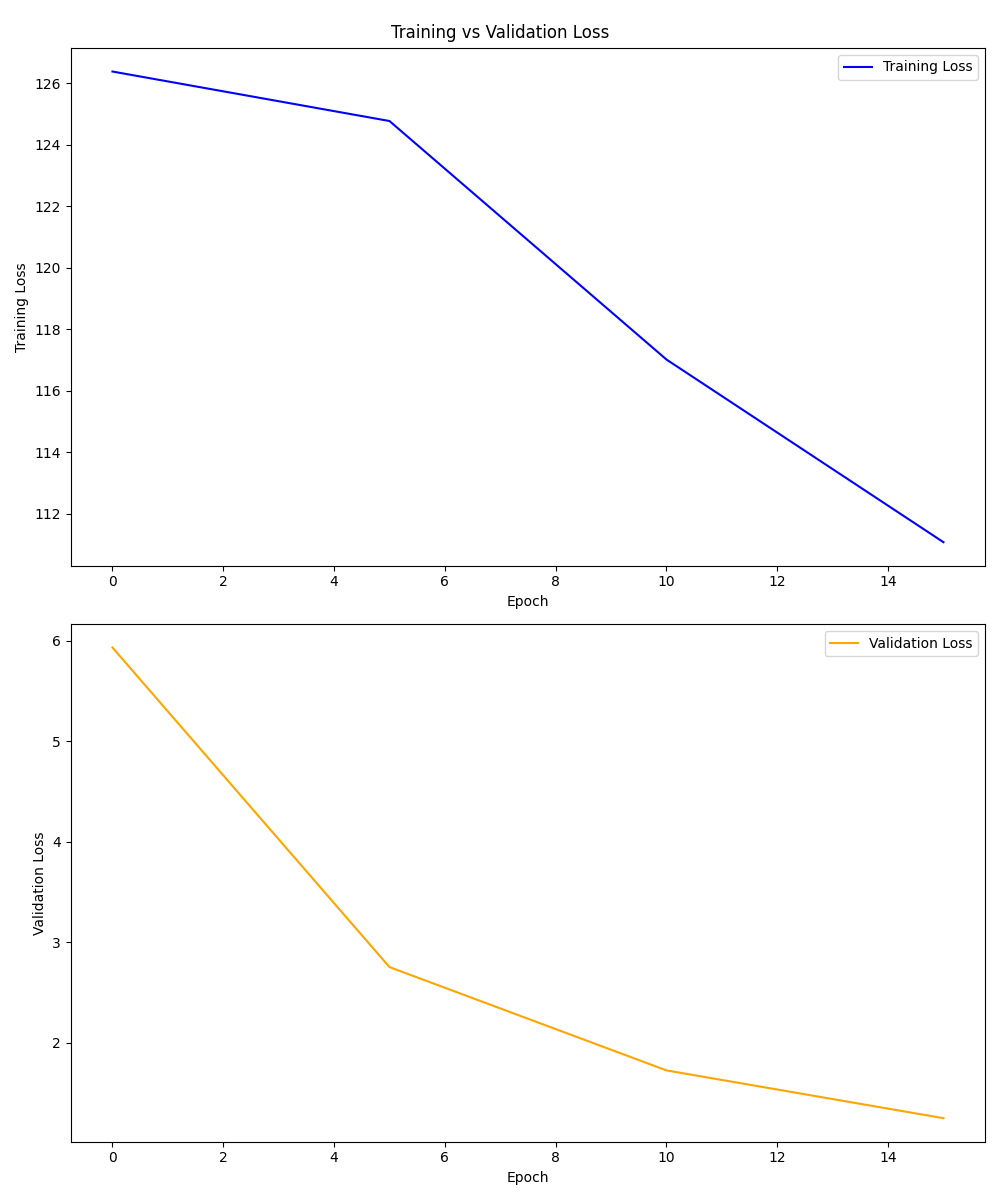 Training vs Validation Loss
Training Loss
126
124
122
120
118
116
114
112
Training Loss
0 2 4 6 8 10 12 14
Epoch
Validation Loss
6
5
4
3
2
Validation Loss
0 2 4 6 8 10 12 14
Epoch